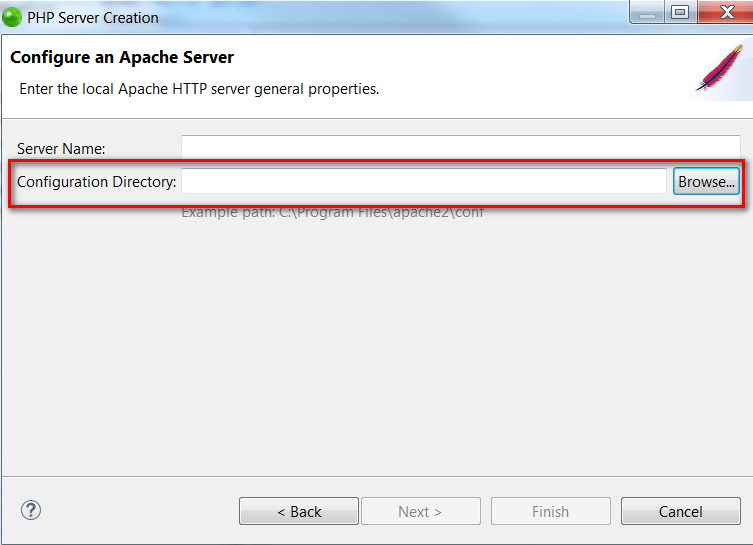 PHP Server Creation
Configure an Apache Server
Enter the local Apache HTTP server general properties.
Server Name:
Configuration Directory: Browse...
Example path: C:\Program Files\apache2\conf
? < Back Next > Finish Cancel